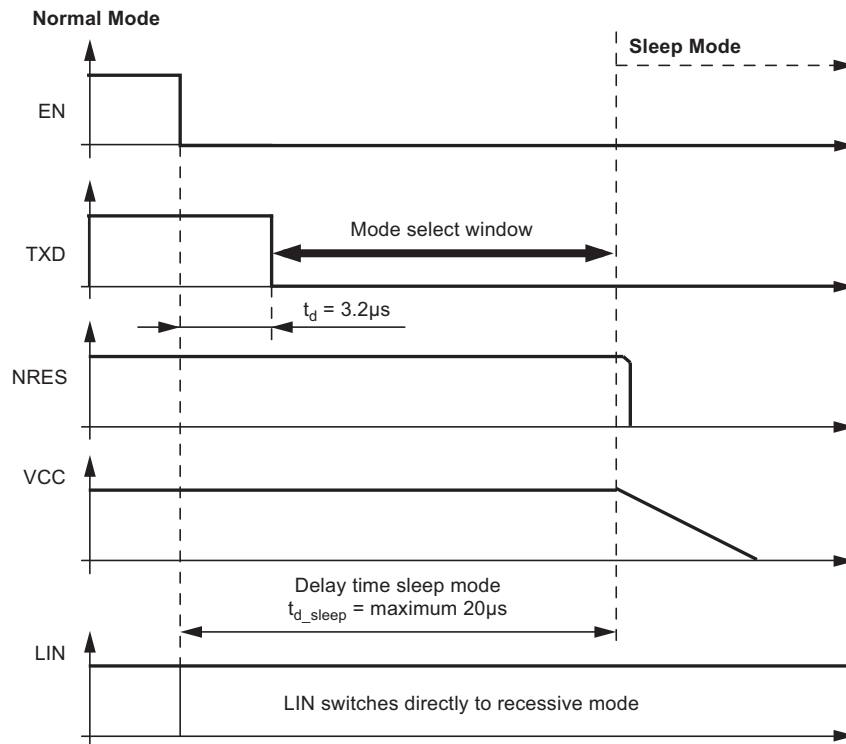 Normal Mode
Sleep Mode
EN
TXD
Mode select window
t_d = 3.2µs
NRES
VCC
Delay time sleep mode
t_d_sleep = maximum 20µs
LIN
LIN switches directly to recessive mode